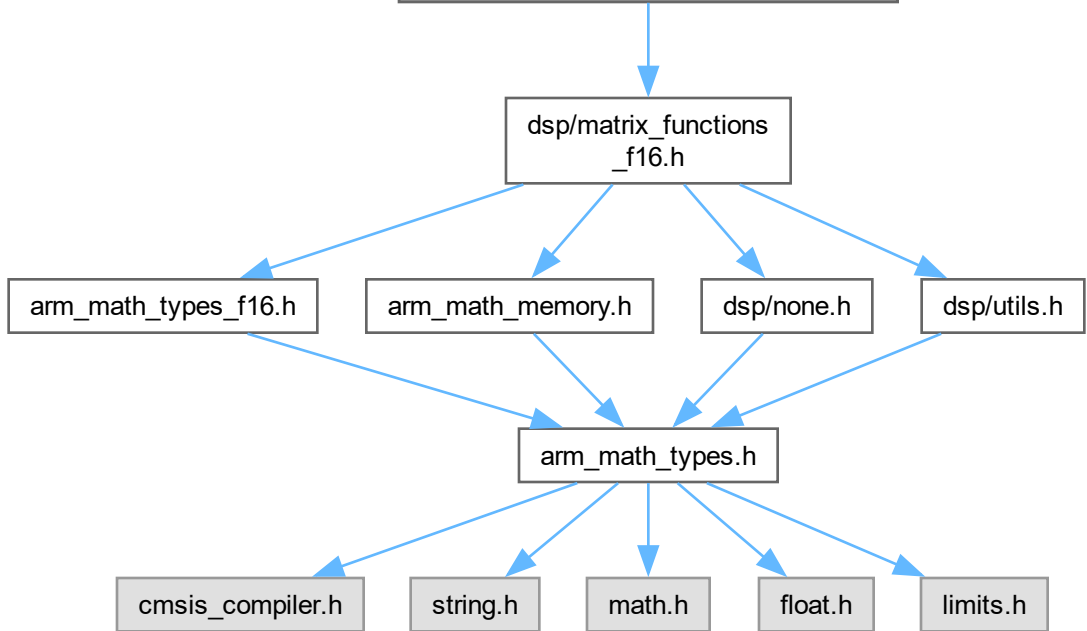 dsp/matrix_functions
_f16.h
arm_math_types_f16.h
arm_math_memory.h
dsp/none.h
dsp/utils.h
arm_math_types.h
cmsis_compiler.h
string.h
math.h
float.h
limits.h